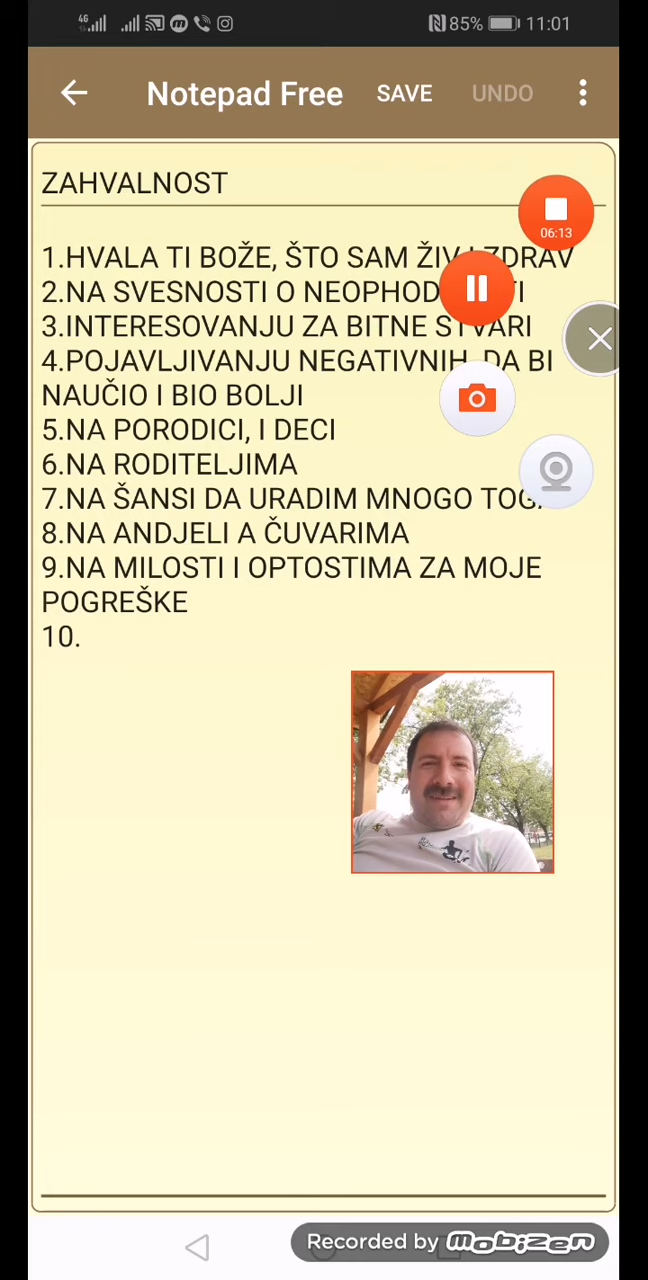 4G 85% 11:01
Notepad Free SAVE UNDO
ZAHVALNOST
06:13
1.HVALA TI BOŽE, ŠTO SAM ŽIV I ZDRAV
2.NA SVESNOSTI O
3.INTERESOVANJU ZA BITNE STVARI
4.POJAVLJIVANJU NEGATIVNIH, DA BI
NAUČIO I BIO BOLJI
5.NA PORODICI, I DECI
6.NA RODITELJIMA
7.NA ŠANSI DA URADIM MNOGO
8.NA ANDJELI A ČUVARIMA
9.NA MILOSTI I OPTOSTIMA ZA MOJE
POGREŠKE
10.
Recorded by mobizen